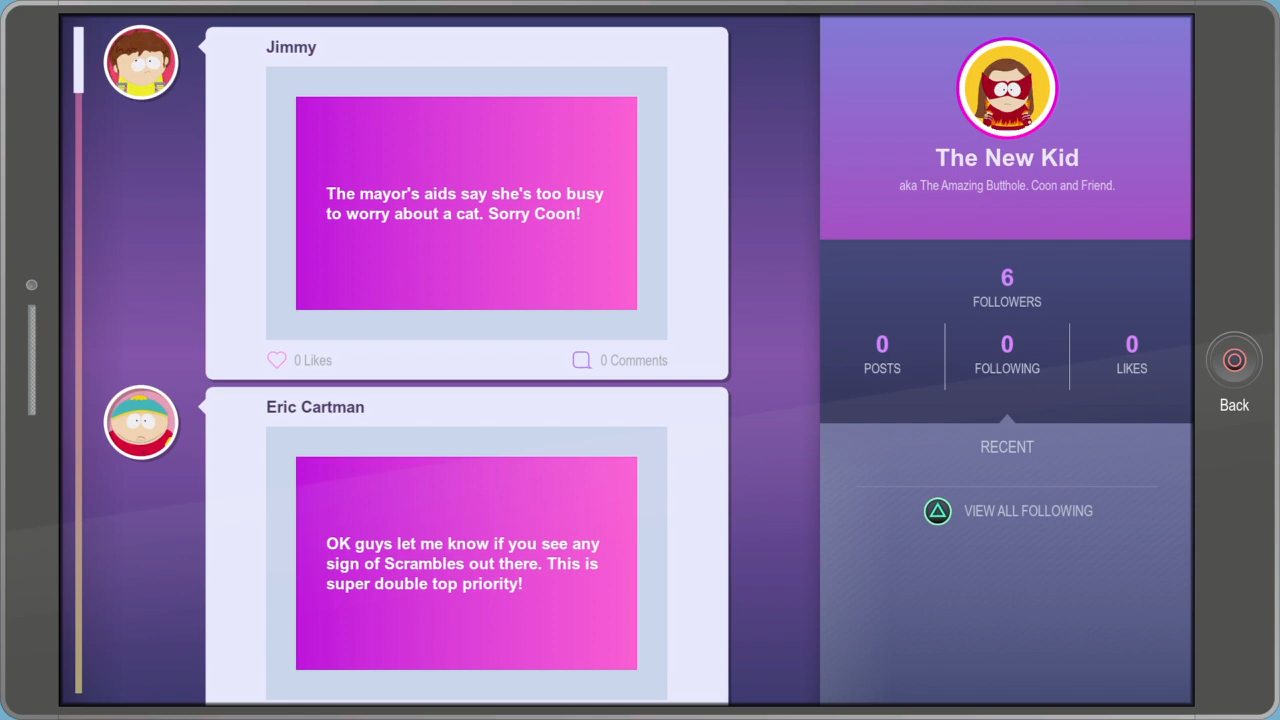 Jimmy
The mayor's aids say she's too busy
to worry about a cat. Sorry Coon!
0 Likes
0 Comments
Eric Cartman
OK guys let me know if you see any
sign of Scrambles out there. This is
super double top priority!
The New Kid
aka The Amazing Butthole. Coon and Friend.
6
FOLLOWERS
0
POSTS
0
FOLLOWING
0
LIKES
RECENT
VIEW ALL FOLLOWING
Back